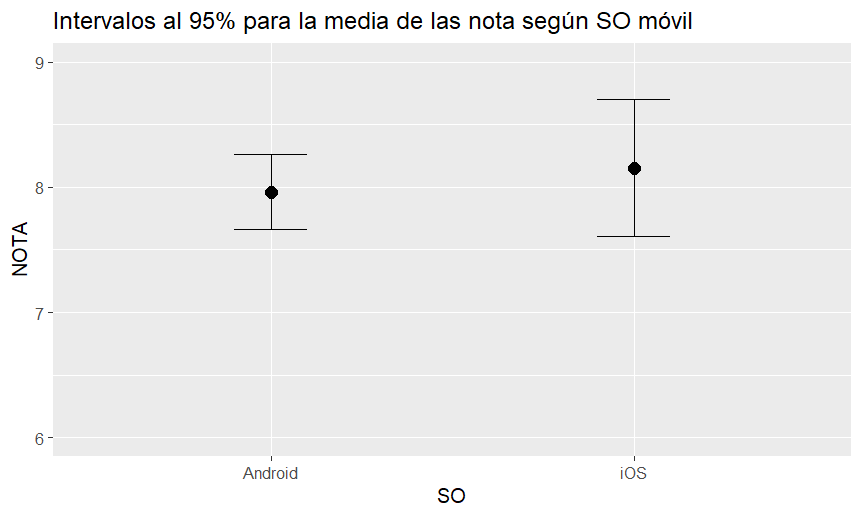 Intervalos al 95% para la media de las nota según SO móvil
9
8
7
6
NOTA
Android
iOS
SO